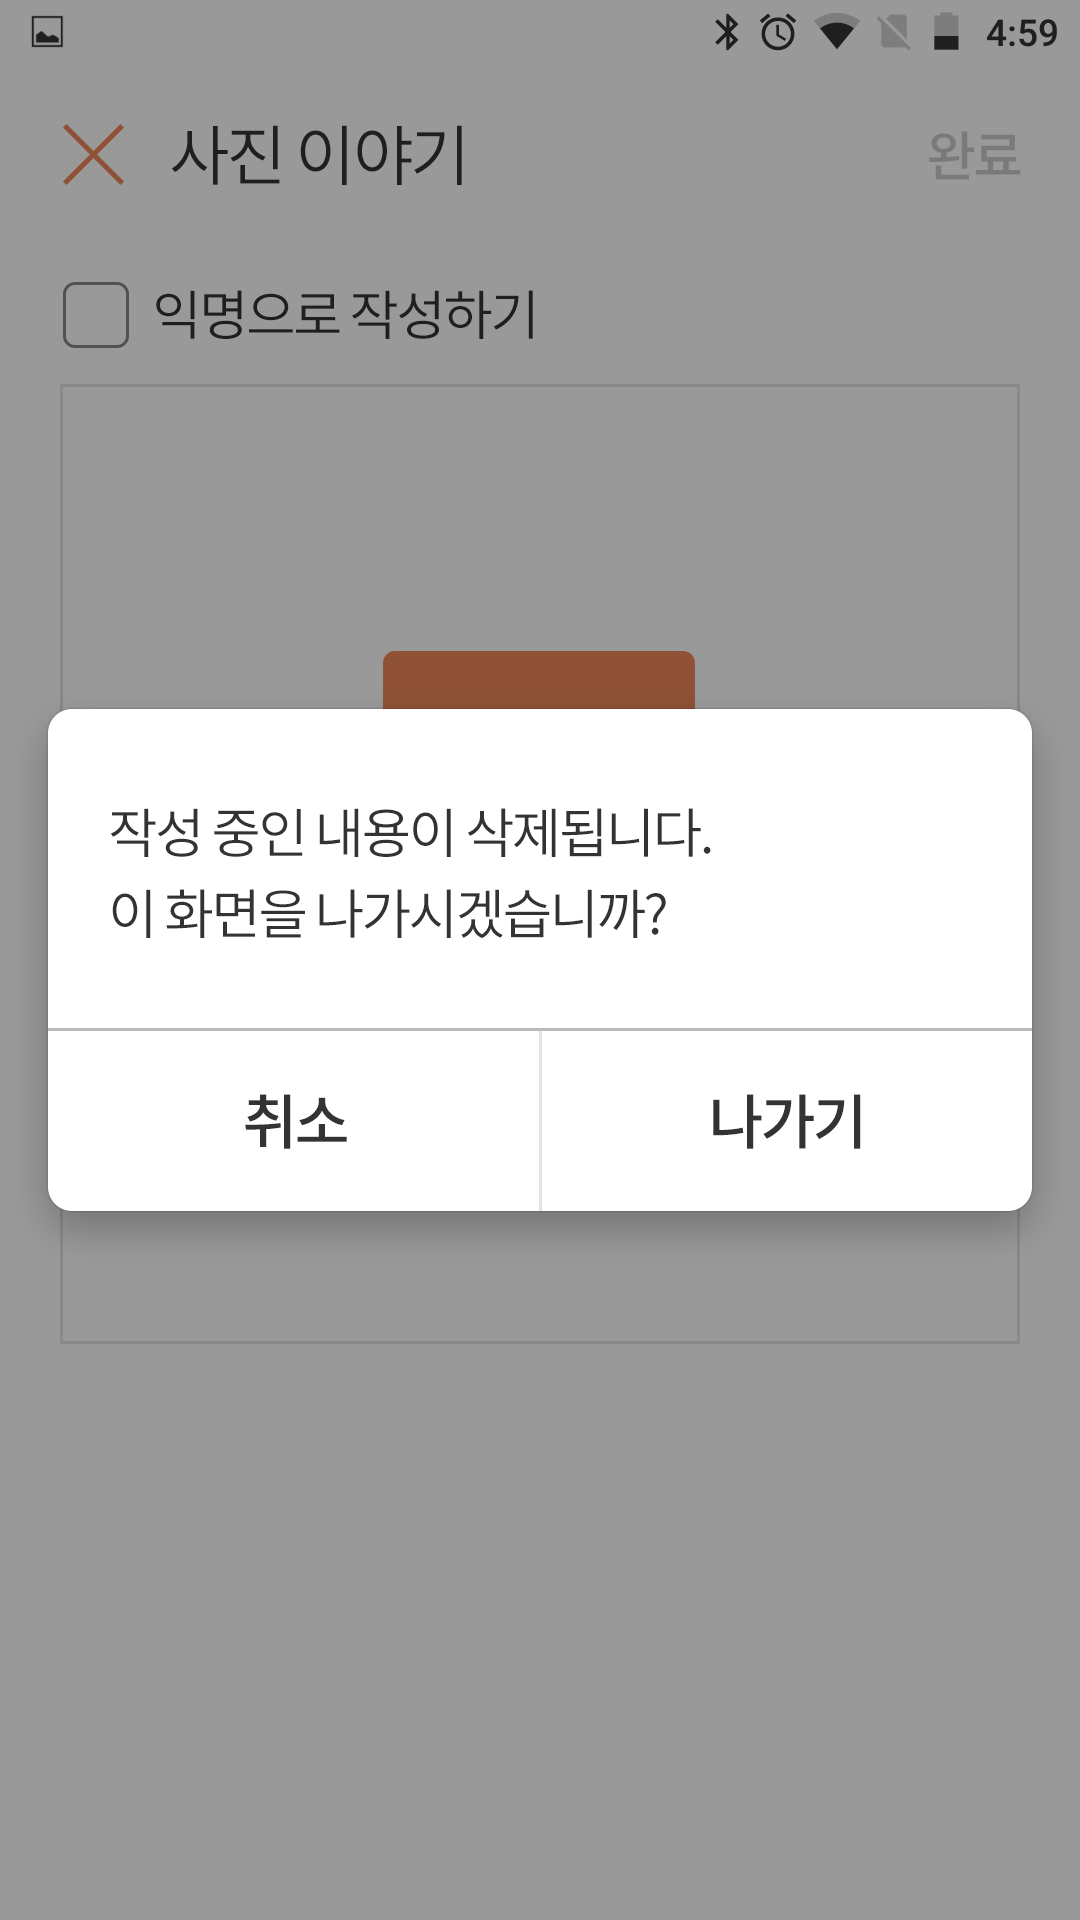 4:59
사진 이야기
완료
익명으로 작성하기
작성 중인 내용이 삭제됩니다.
이 화면을 나가시겠습니까?
취소
나가기